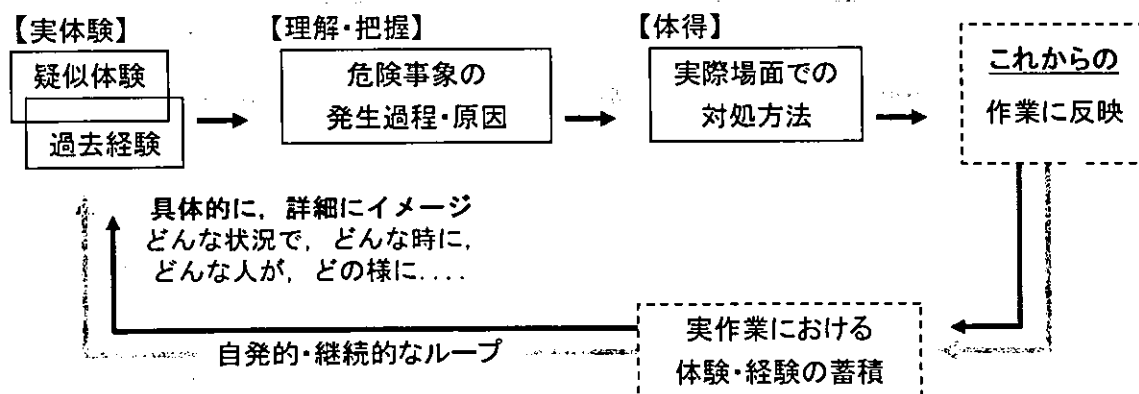 【実体験】
疑似体験
過去経験
【理解・把握】
危険事象の
発生過程・原因
【体得】
実際場面での
対処方法
これからの
作業に反映
具体的に，詳細にイメージ
どんな状況で，どんな時に，
どんな人が，どの様に....
実作業における
体験・経験の蓄積
自発的・継続的なループ